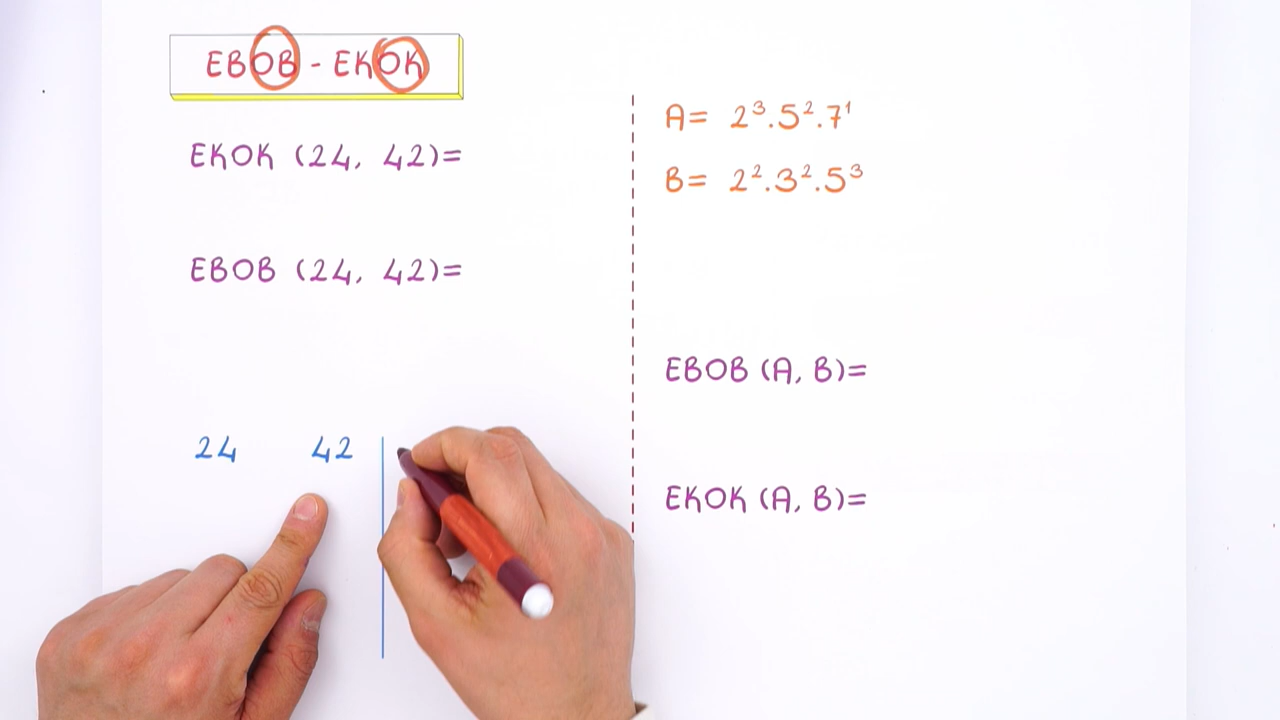 EBOB - EKOK
EKOK (24, 42)=
EBOB (24, 42)=
24 42
A= 2³.5².7¹
B= 2².3².5³
EBOB (A, B)=
EKOK (A, B)=